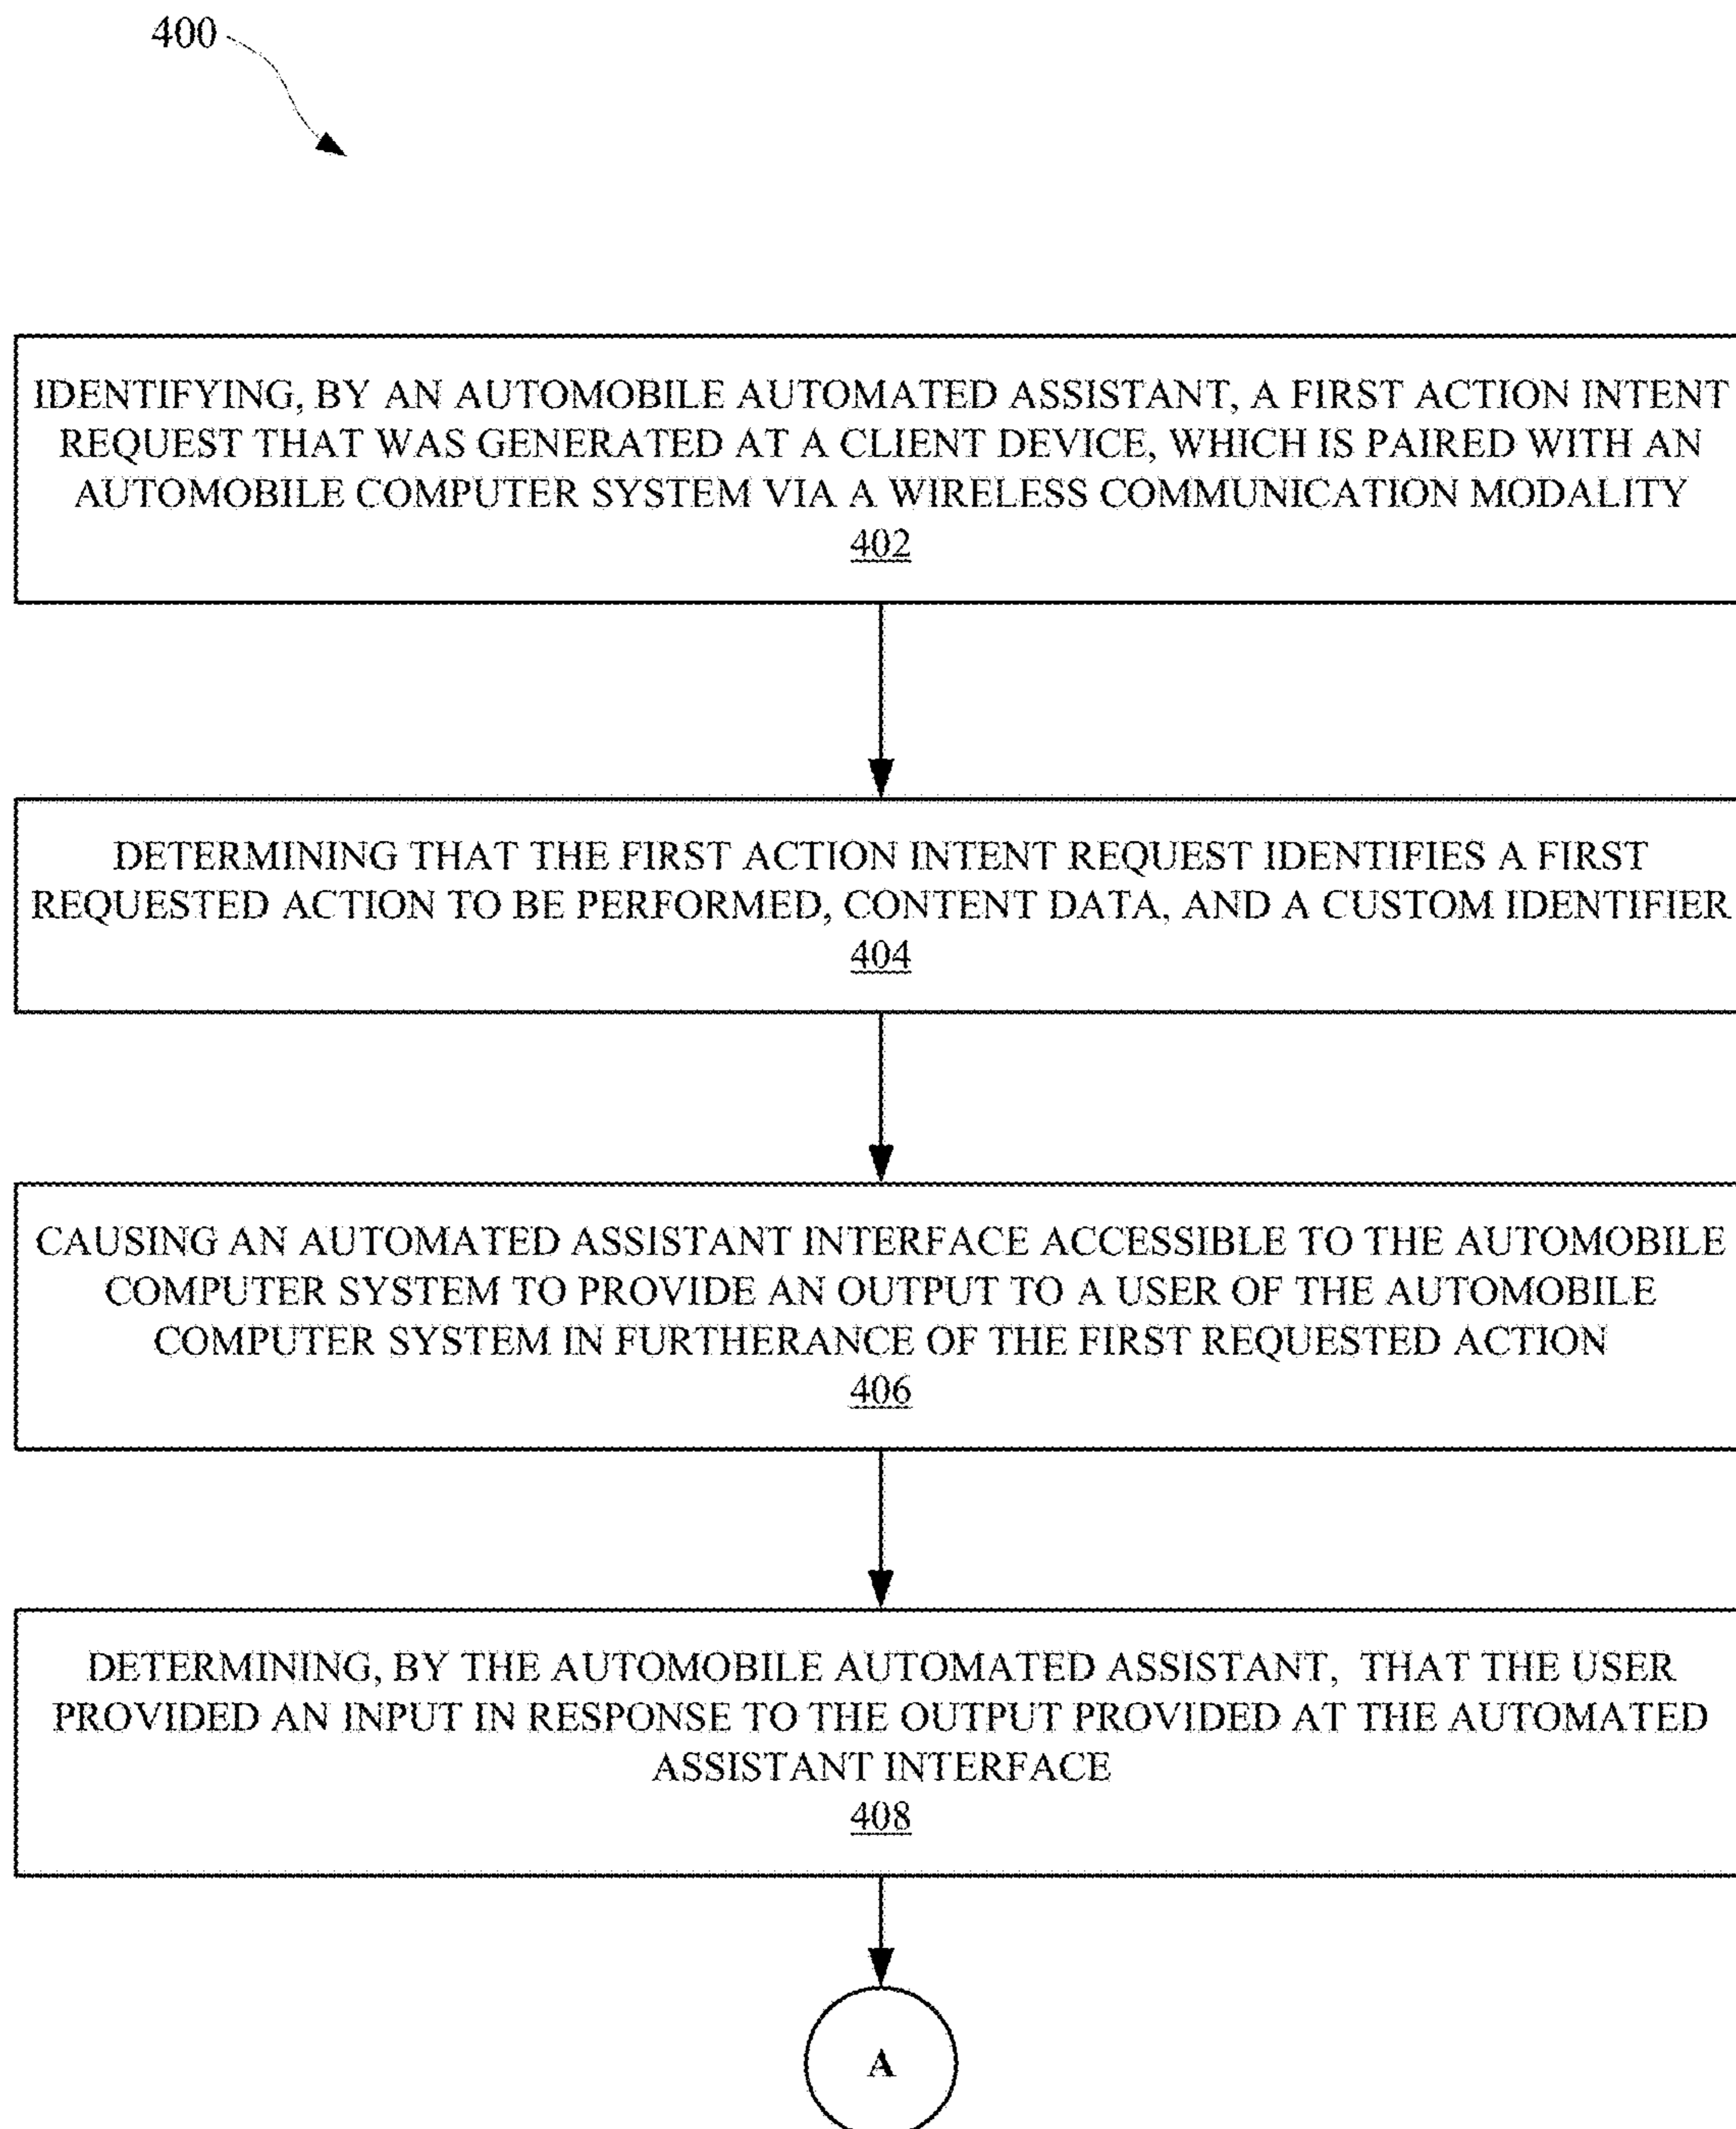 400
IDENTIFYING, BY AN AUTOMOBILE AUTOMATED ASSISTANT, A FIRST ACTION INTENT
REQUEST THAT WAS GENERATED AT A CLIENT DEVICE, WHICH IS PAIRED WITH AN
AUTOMOBILE COMPUTER SYSTEM VIA A WIRELESS COMMUNICATION MODALITY
402
DETERMINING THAT THE FIRST ACTION INTENT REQUEST IDENTIFIES A FIRST
REQUESTED ACTION TO BE PERFORMED, CONTENT DATA, AND A CUSTOM IDENTIFIER
404
CAUSING AN AUTOMATED ASSISTANT INTERFACE ACCESSIBLE TO THE AUTOMOBILE
COMPUTER SYSTEM TO PROVIDE AN OUTPUT TO A USER OF THE AUTOMOBILE
COMPUTER SYSTEM IN FURTHERANCE OF THE FIRST REQUESTED ACTION
406
DETERMINING, BY THE AUTOMOBILE AUTOMATED ASSISTANT, THAT THE USER
PROVIDED AN INPUT IN RESPONSE TO THE OUTPUT PROVIDED AT THE AUTOMATED
ASSISTANT INTERFACE
408
A